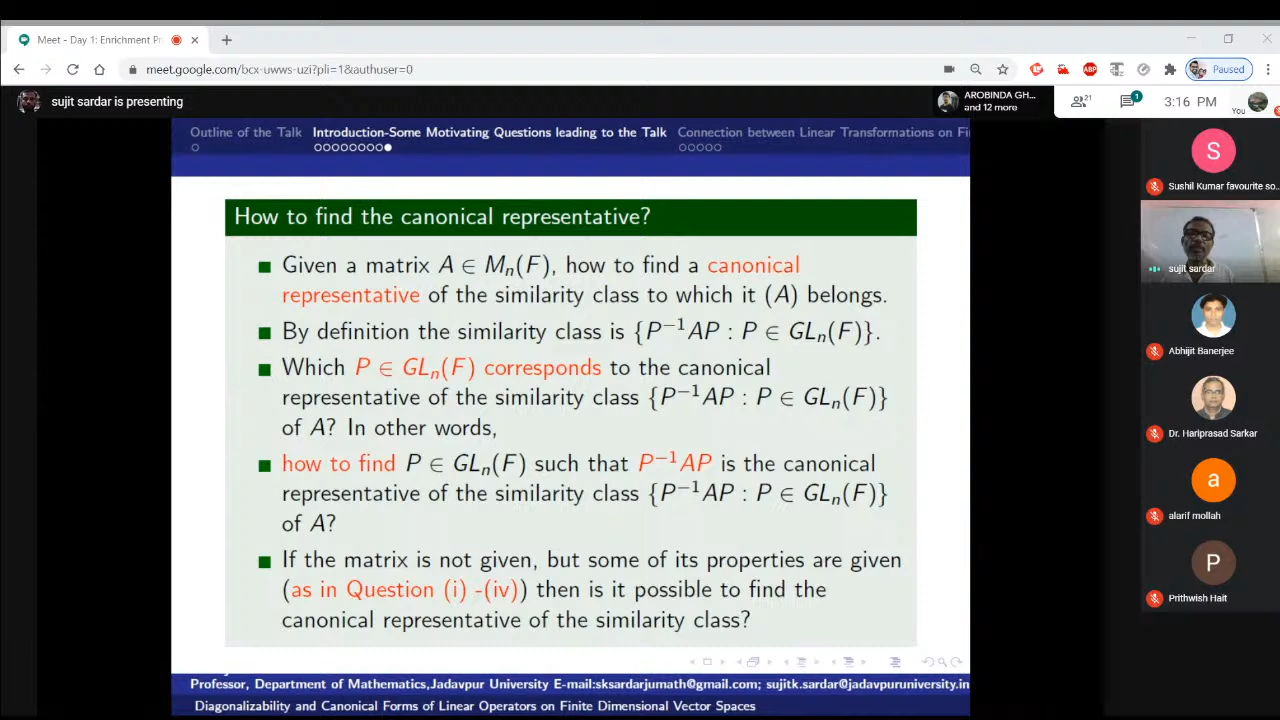 Meet - Day 1: Enrichment Pr
meet.google.com/bcx-uwws-uzi?pli=1&authuser=0
ABP
Paused
sujit sardar is presenting
AROBINDA GH...
and 12 more
21
1
3:16 PM
You
Outline of the Talk
Introduction-Some Motivating Questions leading to the Talk
Connection between Linear Transformations on Fi
How to find the canonical representative?
Given a matrix A ∈ Mₙ(F), how to find a canonical
representative of the similarity class to which it (A) belongs.
By definition the similarity class is {P⁻¹AP : P ∈ GLₙ(F)}.
Which P ∈ GLₙ(F) corresponds to the canonical
representative of the similarity class {P⁻¹AP : P ∈ GLₙ(F)}
of A? In other words,
how to find P ∈ GLₙ(F) such that P⁻¹AP is the canonical
representative of the similarity class {P⁻¹AP : P ∈ GLₙ(F)}
of A?
If the matrix is not given, but some of its properties are given
(as in Question (i) -(iv)) then is it possible to find the
canonical representative of the similarity class?
Professor, Department of Mathematics,Jadavpur University E-mail:sksardarjumath@gmail.com; sujitk.sardar@jadavpuruniversity.in
Diagonalizability and Canonical Forms of Linear Operators on Finite Dimensional Vector Spaces
S
Sushil Kumar favourite so...
sujit sardar
Abhijit Banerjee
Dr. Hariprasad Sarkar
a
alarif mollah
P
Prithwish Hait